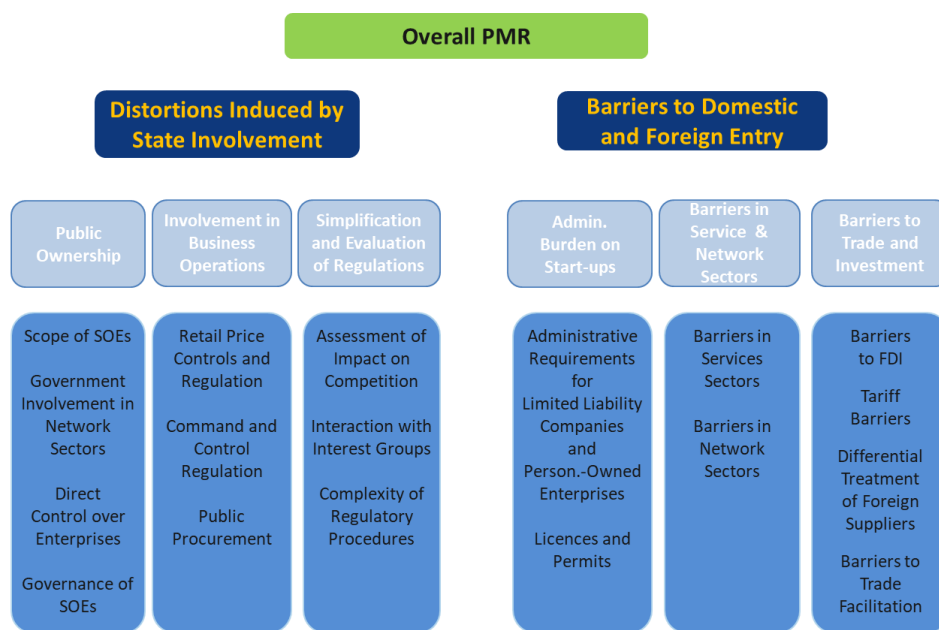 Overall PMR
Distortions Induced by
State Involvement
Barriers to Domestic
and Foreign Entry
Public
Ownership
Involvement in
Business
Operations
Simplification
and Evaluation
of Regulations
Admin.
Burden on
Start-ups
Barriers in
Service &
Network
Sectors
Barriers to
Trade and
Investment
Scope of SOEs
Government
Involvement in
Network
Sectors
Direct
Control over
Enterprises
Governance of
SOEs
Retail Price
Controls and
Regulation
Command and
Control
Regulation
Public
Procurement
Assessment of
Impact on
Competition
Interaction with
Interest Groups
Complexity of
Regulatory
Procedures
Administrative
Requirements
for
Limited Liability
Companies
and
Person.-Owned
Enterprises
Licences and
Permits
Barriers in
Services
Sectors
Barriers in
Network
Sectors
Barriers
to FDI
Tariff
Barriers
Differential
Treatment
of Foreign
Suppliers
Barriers to
Trade
Facilitation